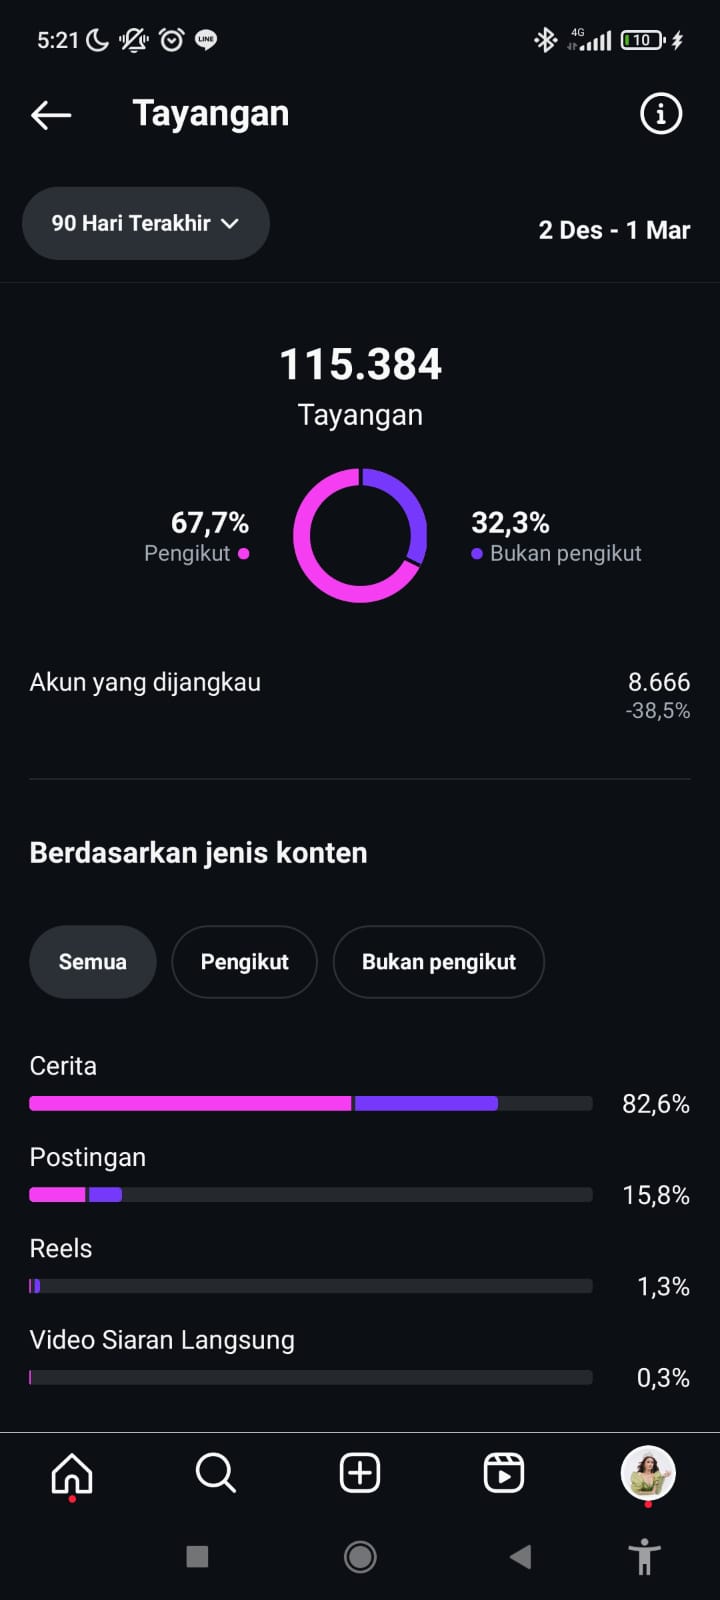 5:21
LINE
4G
10
Tayangan
90 Hari Terakhir
2 Des - 1 Mar
115.384
Tayangan
67,7%
Pengikut
32,3%
Bukan pengikut
Akun yang dijangkau
8.666
-38,5%
Berdasarkan jenis konten
Semua
Pengikut
Bukan pengikut
Cerita
82,6%
Postingan
15,8%
Reels
1,3%
Video Siaran Langsung
0,3%